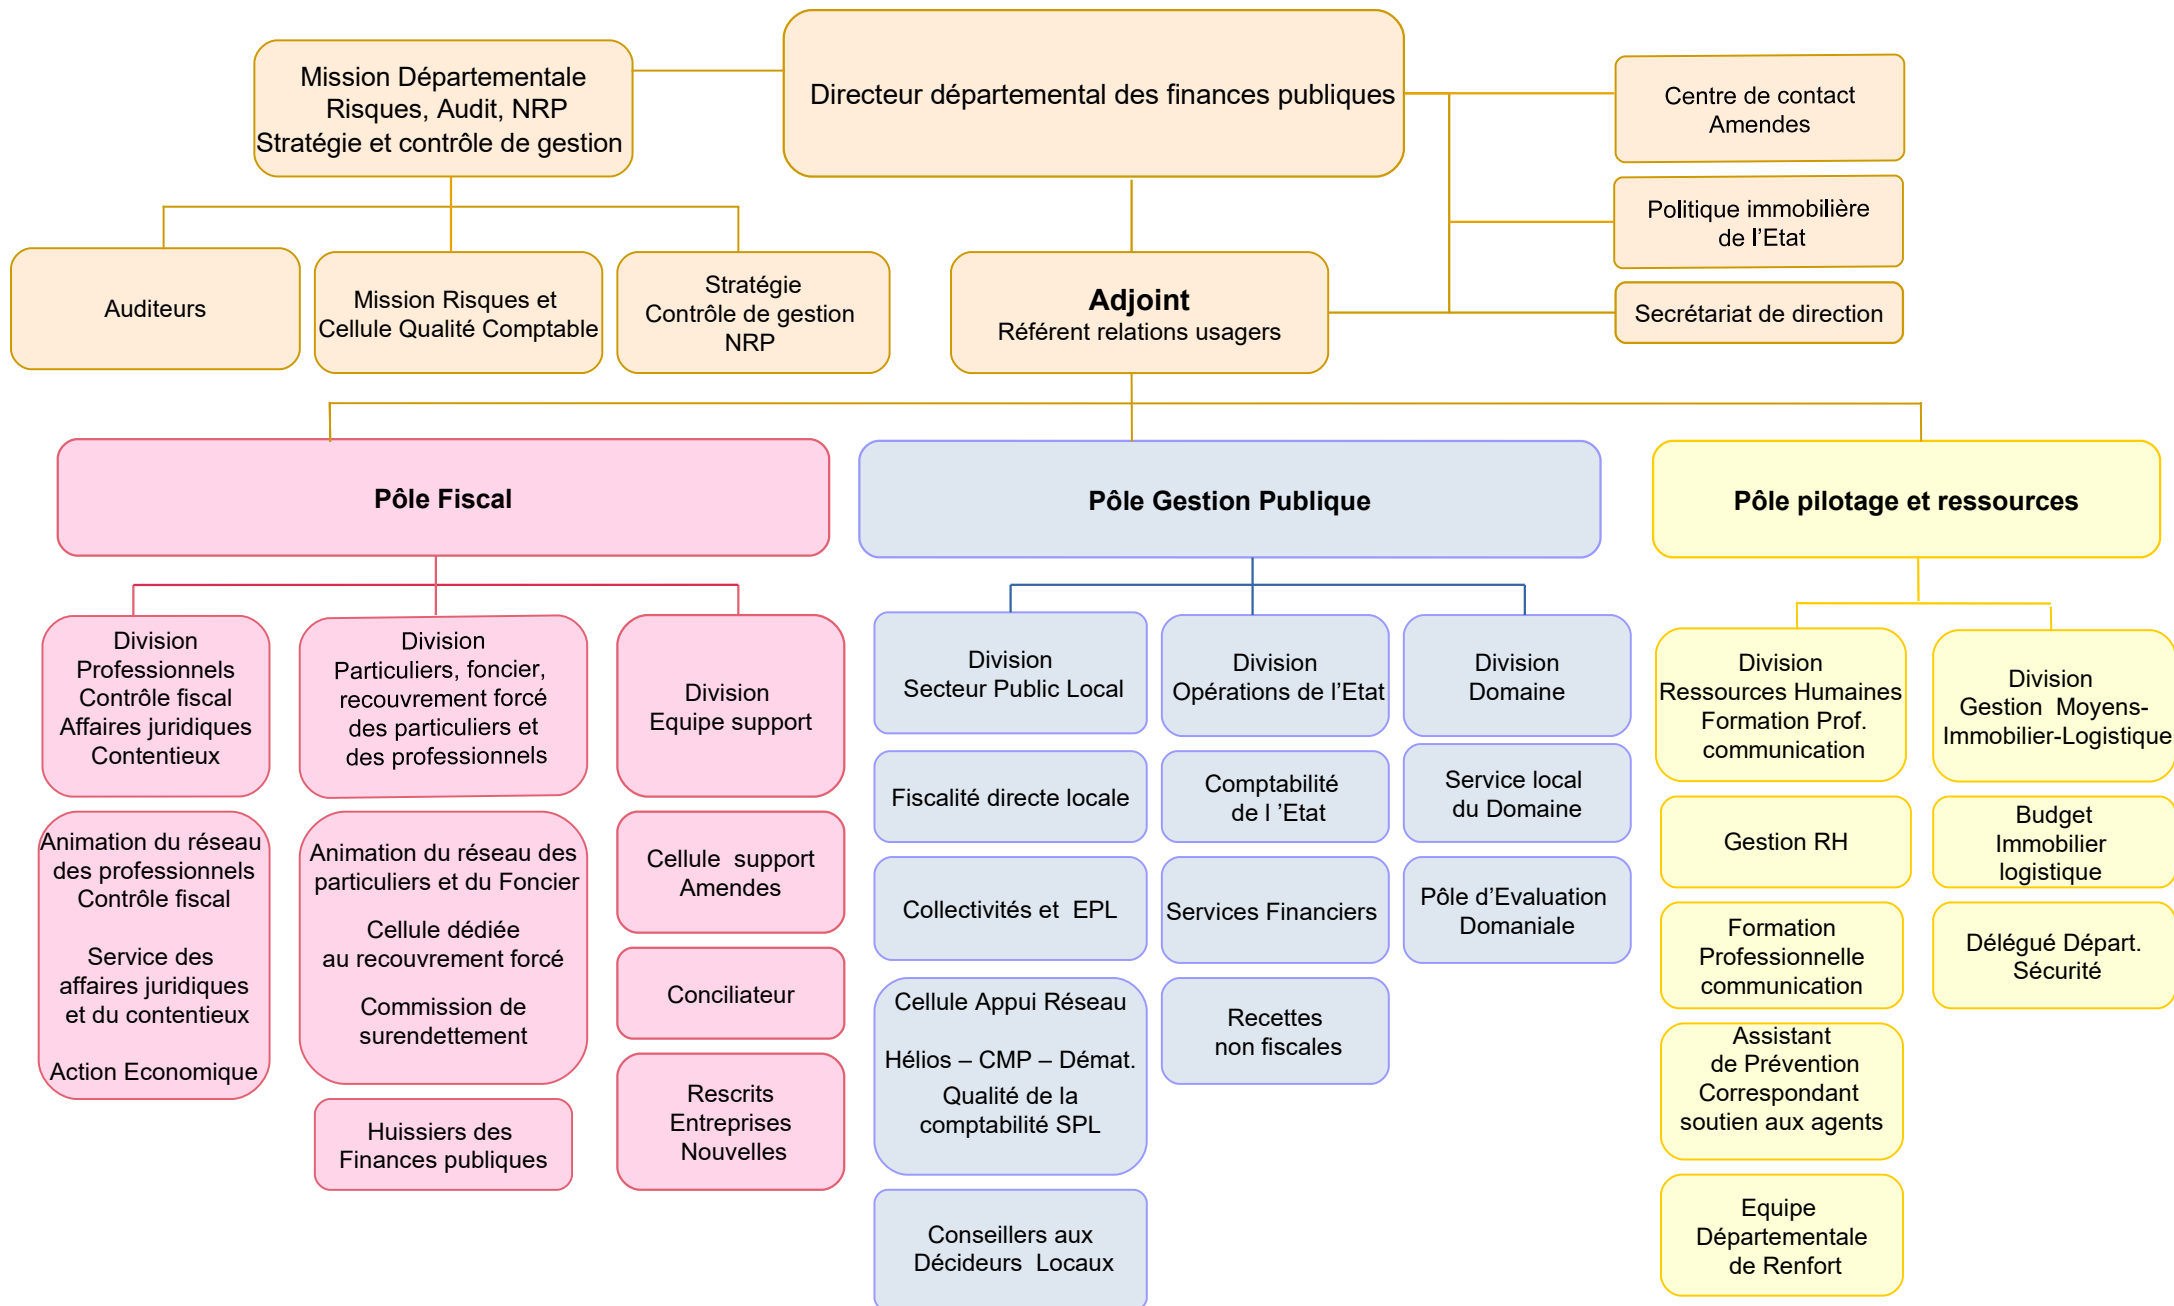 Mission Départementale
Risques, Audit, NRP
Stratégie et contrôle de gestion
Directeur départemental des finances publiques
Centre de contact
Amendes
Politique immobilière
de l'Etat
Secrétariat de direction
Auditeurs
Mission Risques et
Cellule Qualité Comptable
Stratégie
Contrôle de gestion
NRP
Adjoint
Référent relations usagers
Pôle Fiscal
Pôle Gestion Publique
Pôle pilotage et ressources
Division
Professionnels
Contrôle fiscal
Affaires juridiques
Contentieux
Division
Particuliers, foncier,
recouvrement forcé
des particuliers et
des professionnels
Division
Equipe support
Division
Secteur Public Local
Division
Opérations de l'Etat
Division
Domaine
Division
Ressources Humaines
Formation Prof.
communication
Division
Gestion Moyens-
Immobilier-Logistique
Animation du réseau
des professionnels
Contrôle fiscal
Service des
affaires juridiques
et du contentieux
Action Economique
Animation du réseau des
particuliers et du Foncier
Cellule dédiée
au recouvrement forcé
Commission de
surendettement
Huissiers des
Finances publiques
Cellule support
Amendes
Conciliateur
Rescrits
Entreprises
Nouvelles
Fiscalité directe locale
Collectivités et EPL
Cellule Appui Réseau
Hélios – CMP – Démat.
Qualité de la
comptabilité SPL
Conseillers aux
Décideurs Locaux
Comptabilité
de l 'Etat
Services Financiers
Recettes
non fiscales
Service local
du Domaine
Pôle d'Evaluation
Domaniale
Gestion RH
Formation
Professionnelle
communication
Assistant
de Prévention
Correspondant
soutien aux agents
Equipe
Départementale
de Renfort
Budget
Immobilier
logistique
Délégué Départ.
Sécurité